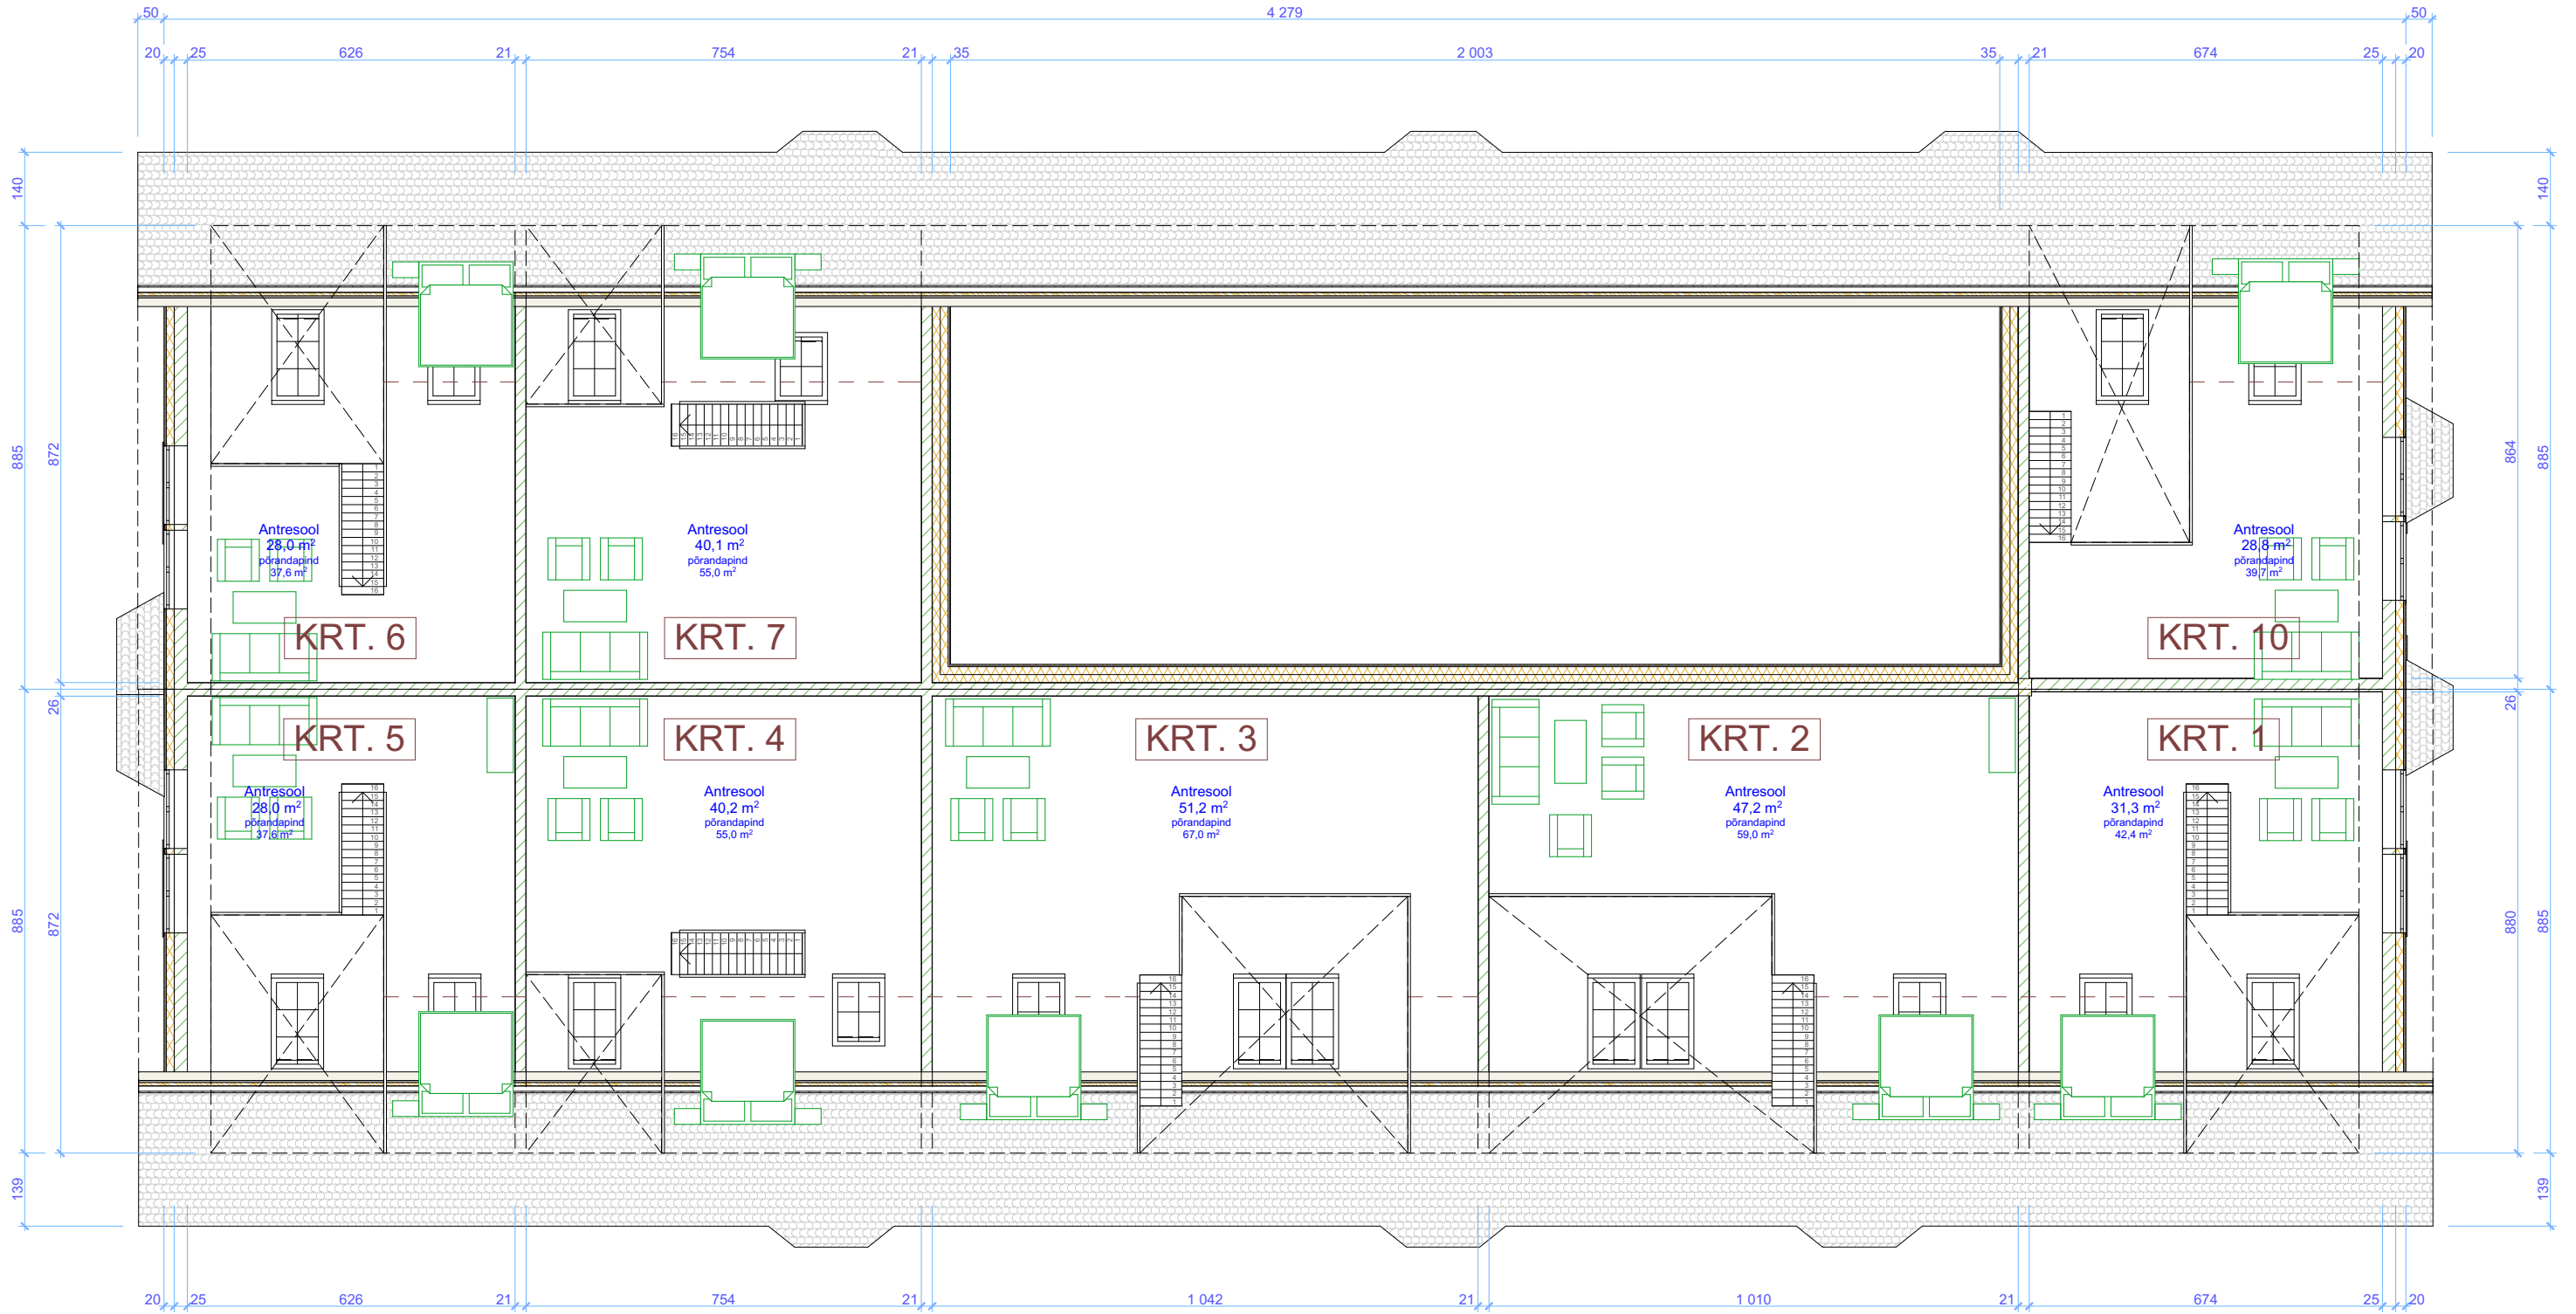 50 4 279 50
20 25 626 21 754 21 35 2 003 35 21 674 25 20
140 140
885 872 864 885
Antresool
28,0 m²
põrandapind
37,6 m²
KRT. 6
Antresool
40,1 m²
põrandapind
55,0 m²
KRT. 7
Antresool
28,8 m²
põrandapind
39,7 m²
KRT. 10
26 26
KRT. 5
Antresool
28,0 m²
põrandapind
37,6 m²
KRT. 4
Antresool
40,2 m²
põrandapind
55,0 m²
KRT. 3
Antresool
51,2 m²
põrandapind
67,0 m²
KRT. 2
Antresool
47,2 m²
põrandapind
59,0 m²
KRT. 1
Antresool
31,3 m²
põrandapind
42,4 m²
885 872 880 885
139 139
20 25 626 21 754 21 1 042 21 1 010 21 674 25 20